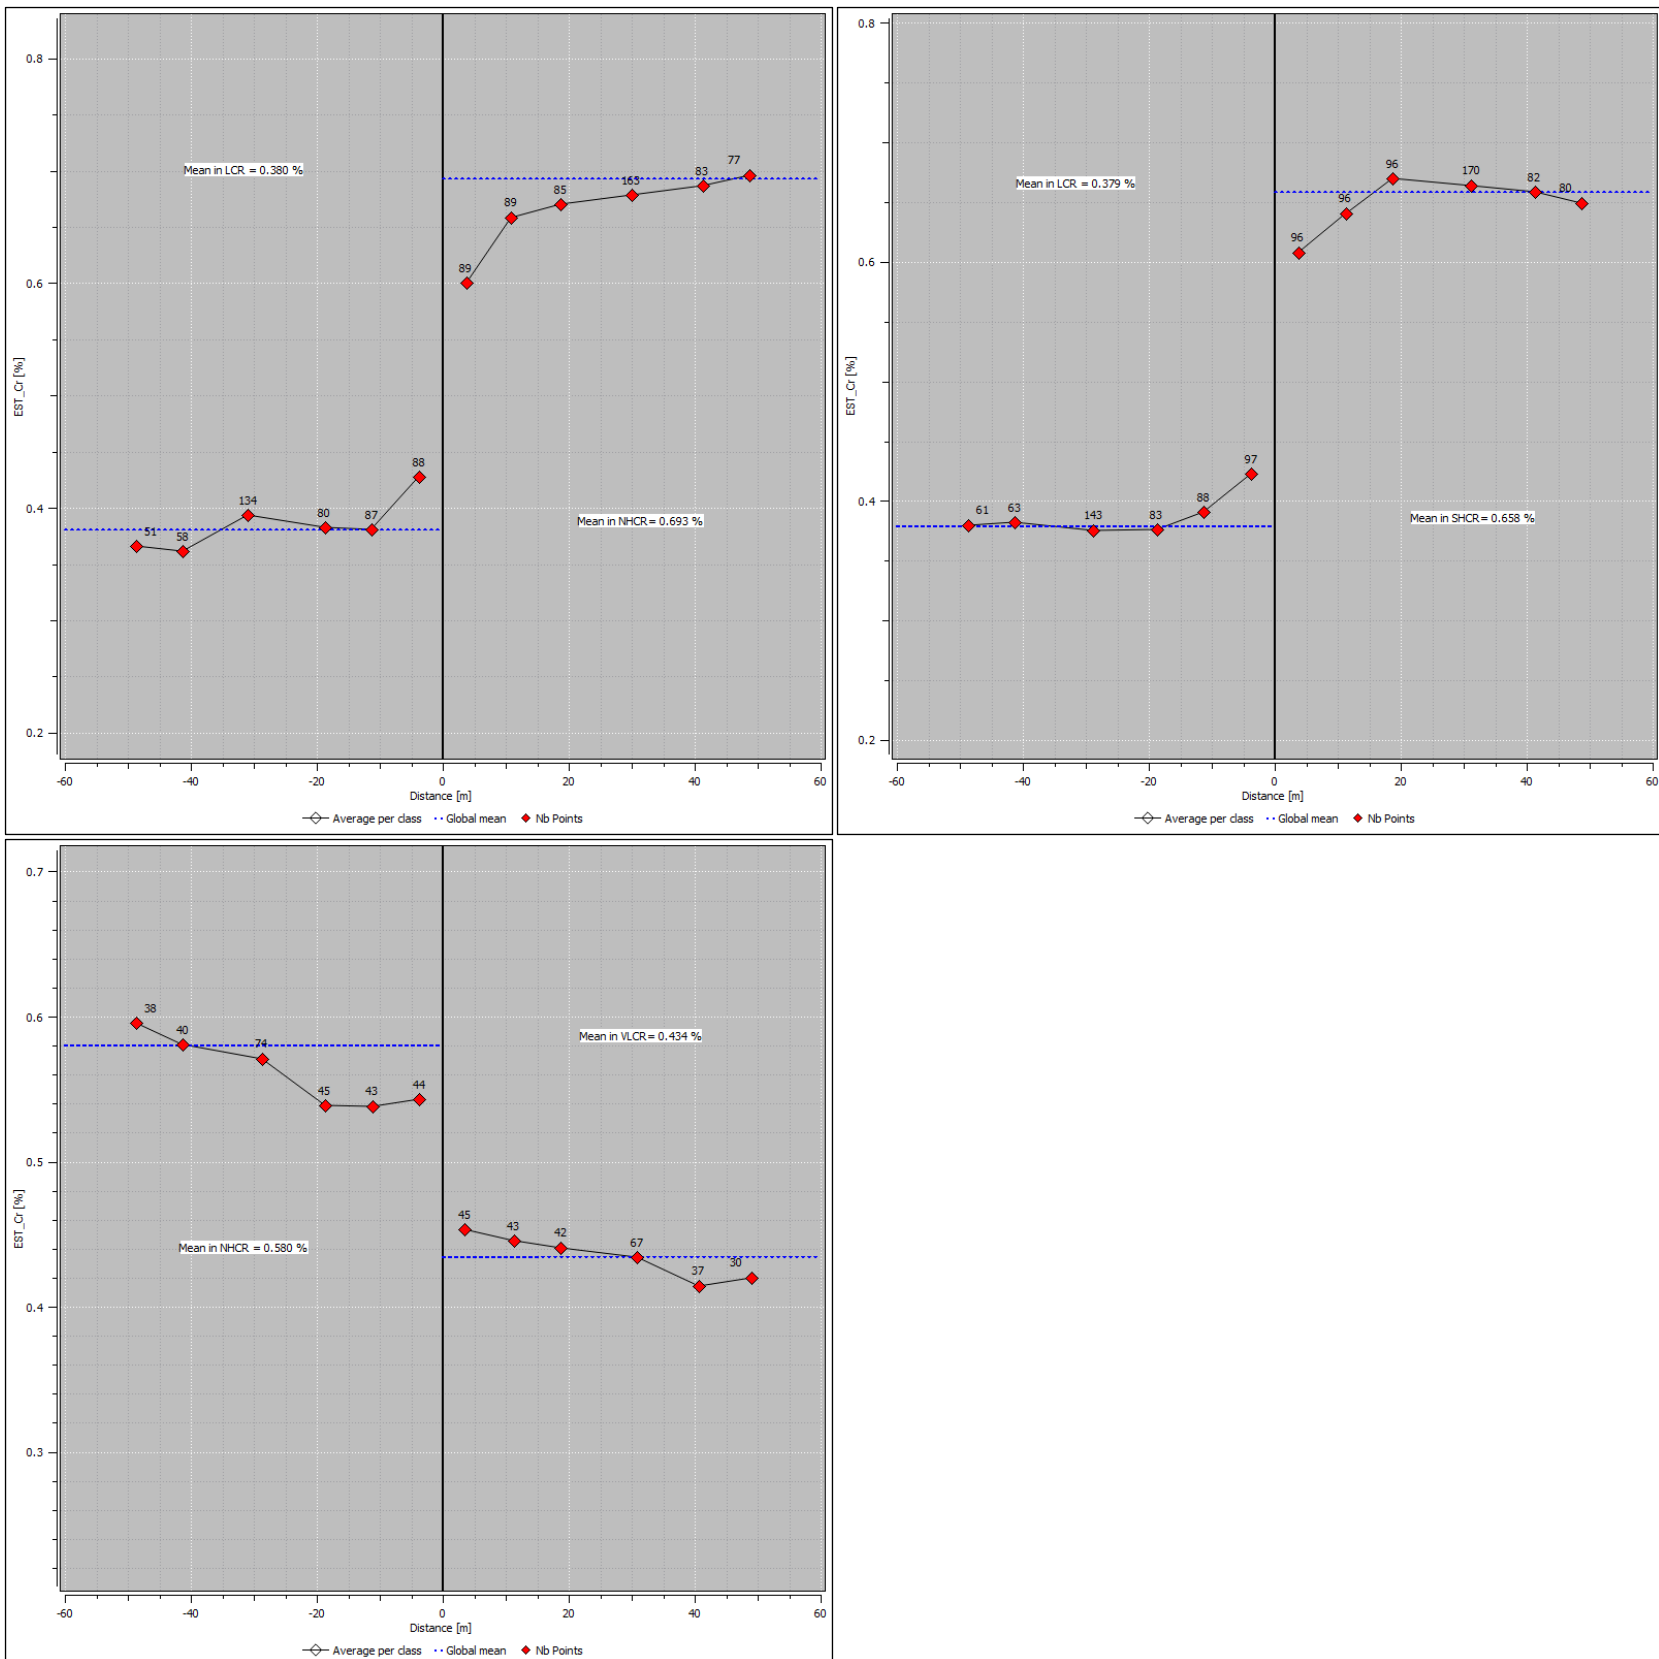 0.8
Mean in LCR = 0.380 %
77
83
163
85
89
89
0.6
EST_Cr [%]
88
134
80
87
51
58
0.4
Mean in NHCR= 0.693 %
0.2
-60 -40 -20 0 20 40 60
Distance [m]
Average per class Global mean Nb Points
0.8
Mean in LCR = 0.379 %
96
170
82
80
96
96
0.6
EST_Cr [%]
97
88
61
63
143
83
0.4
Mean in SHCR= 0.658 %
0.2
-60 -40 -20 0 20 40 60
Distance [m]
Average per class Global mean Nb Points
0.7
38
0.6
40
74
Mean in VLCR= 0.434 %
45
43
44
0.5
EST_Cr [%]
45
43
42
67
37
30
Mean in NHCR = 0.580 %
0.4
0.3
-60 -40 -20 0 20 40 60
Distance [m]
Average per class Global mean Nb Points